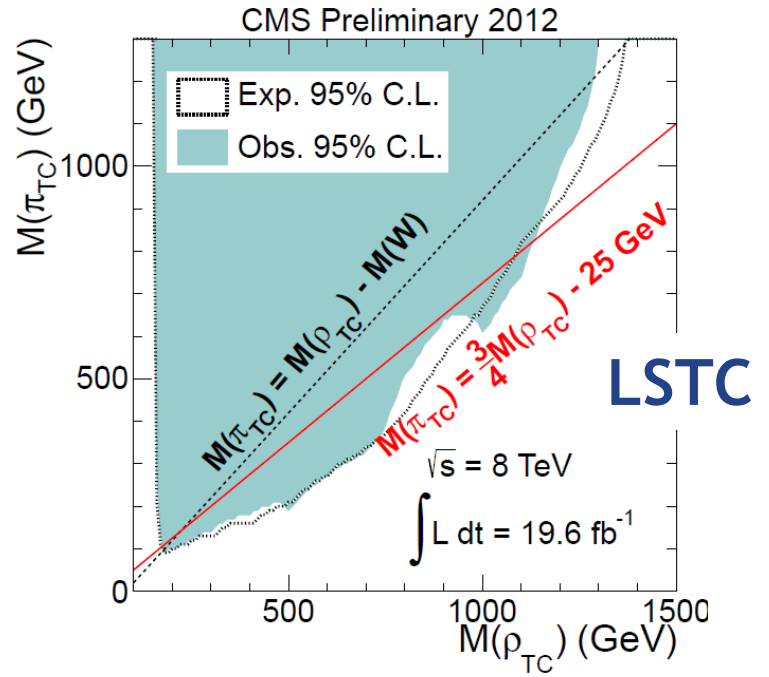 CMS Preliminary 2012
M(π_TC) (GeV)
Exp. 95% C.L.
Obs. 95% C.L.
1000
500
0
M(π_TC) = M(ρ_TC) - M(W)
M(π_TC) = 3/4 M(ρ_TC) - 25 GeV
LSTC
√s = 8 TeV
∫ L dt = 19.6 fb⁻¹
500 1000 1500
M(ρ_TC) (GeV)